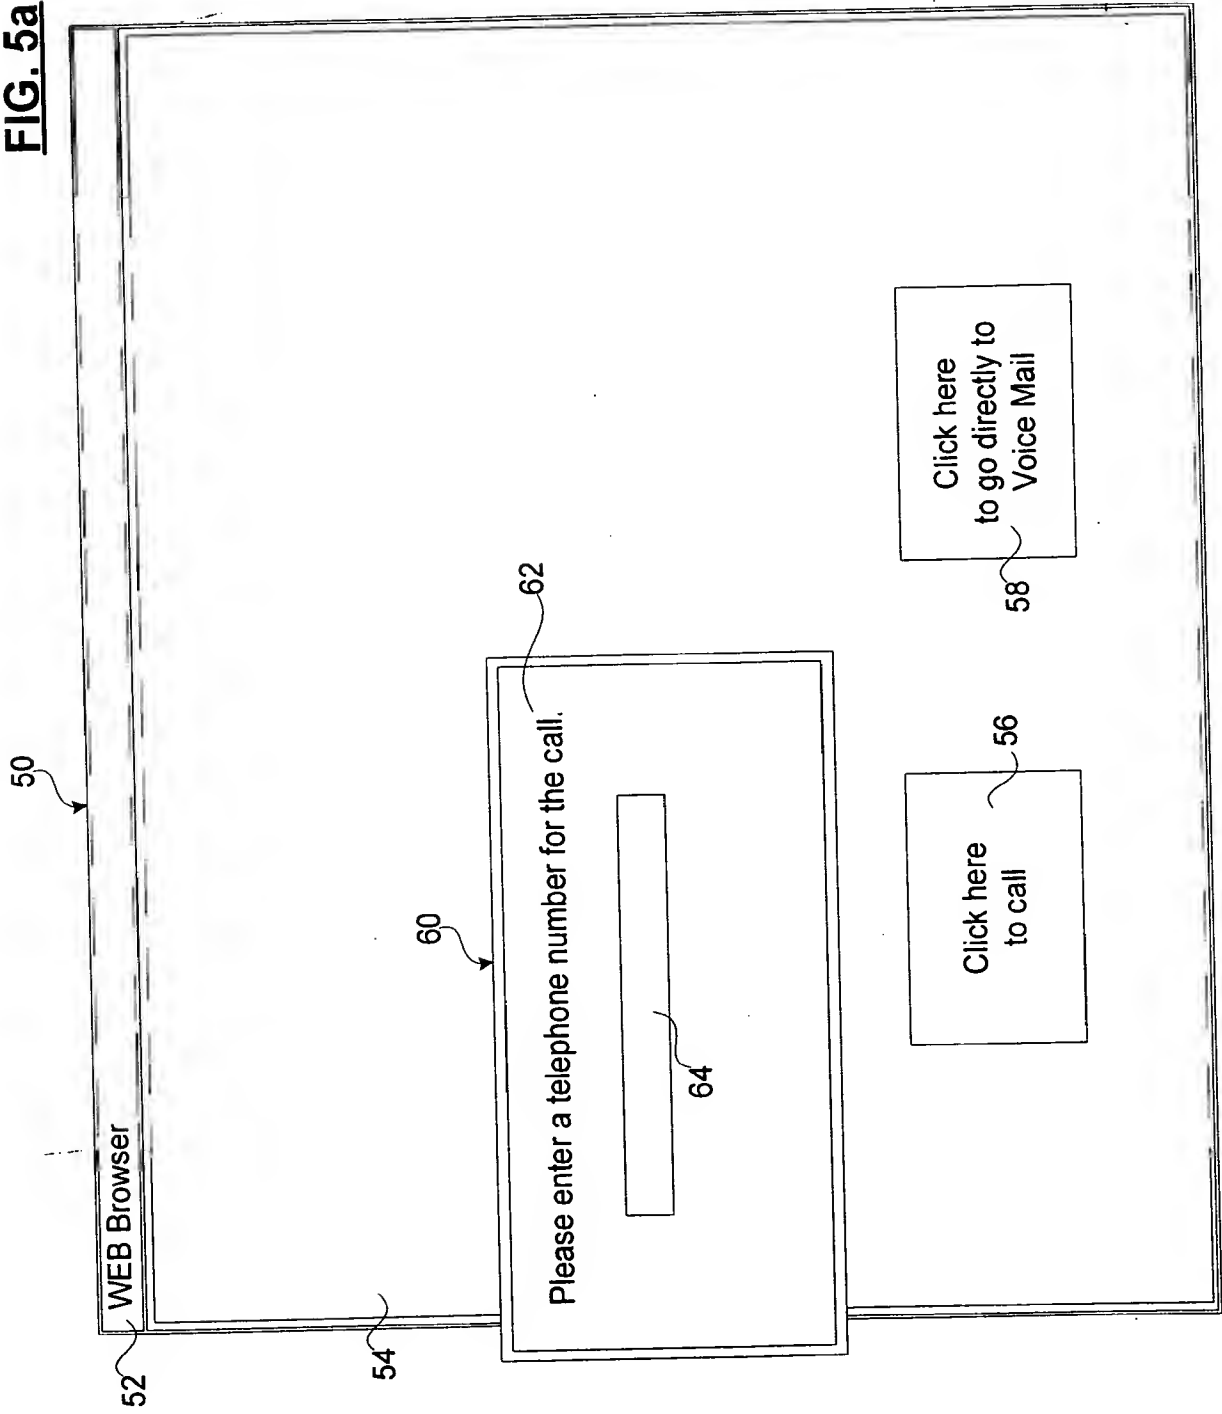 FIG. 5a
50
WEB Browser
52
54
60
62
Please enter a telephone number for the call.
64
56
Click here
to call
58
Click here
to go directly to
Voice Mail